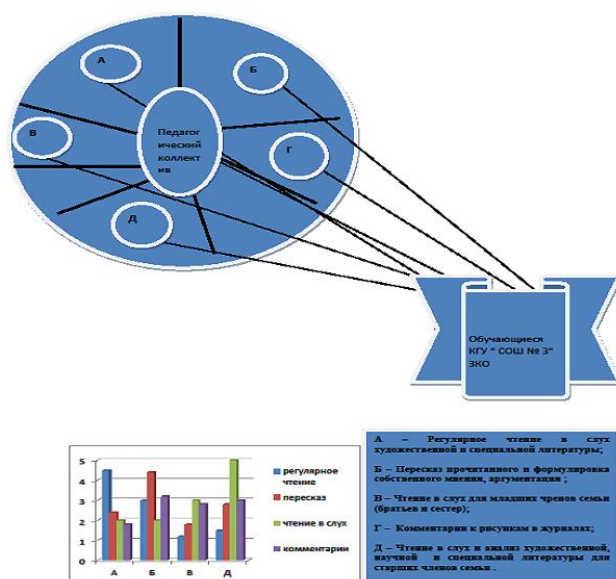 А
Б
Педагог
ический
коллект
ив
В
Г
Д
Обучающиеся
КГУ " СОШ № 3"
ЗКО
5
4
3
2
1
0
А
Б
В
Д
регулярное
чтение
пересказ
чтение в слух
комментарии
А – Регулярное чтение в слух
художественной и специальной литературы;
Б – Пересказ прочитанного и формулировка
собственного мнения, аргументация ;
В – Чтение в слух для младших чренов семьи
(братьев и сестер);
Г – Комментарии к рисункам в журналах;
Д – Чтение в слух и анализ художественной,
научной и специальной литературы для
старших членов семьи .